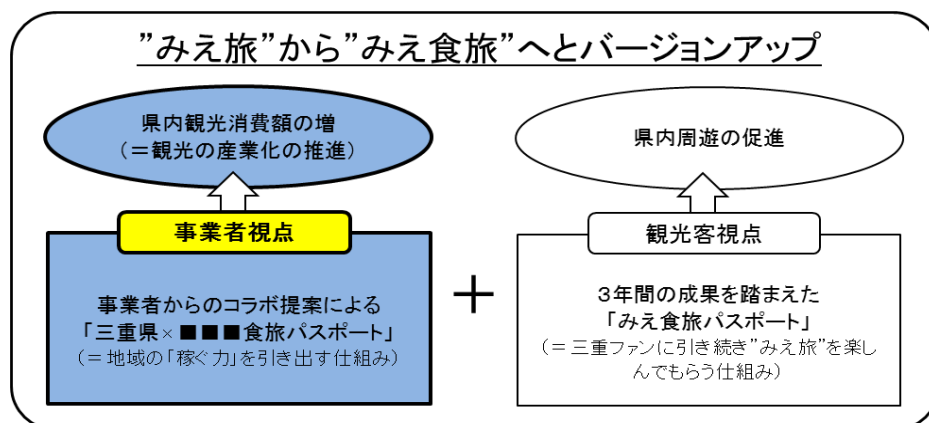 ”みえ旅”から”みえ食旅”へとバージョンアップ
県内観光消費額の増
（＝観光の産業化の推進）
県内周遊の促進
事業者視点
観光客視点
事業者からのコラボ提案による
「三重県×■■■食旅パスポート」
（＝地域の「稼ぐ力」を引き出す仕組み）
＋
３年間の成果を踏まえた
「みえ食旅パスポート」
（＝三重ファンに引き続き”みえ旅”を楽し
んでもらう仕組み）